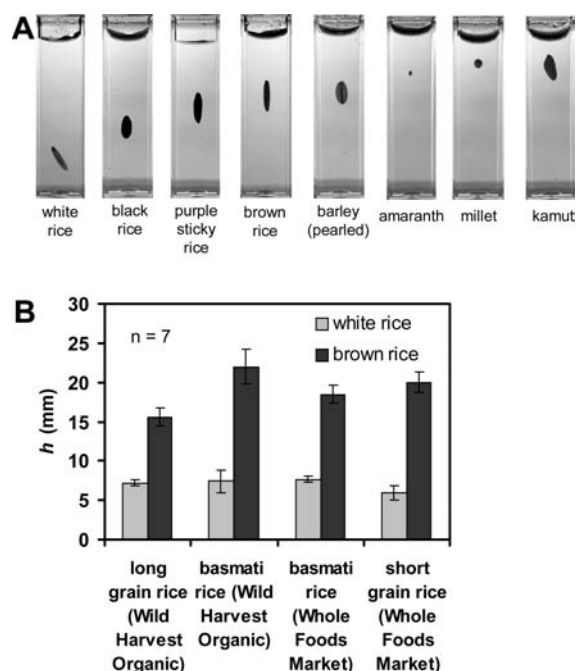 A
white
rice
black
rice
purple
sticky
rice
brown
rice
barley
(pearled)
amaranth
millet
kamut
B
30
25
20
15
10
5
0
h (mm)
n = 7
white rice
brown rice
long
grain rice
(Wild
Harvest
Organic)
basmati
rice (Wild
Harvest
Organic)
basmati
rice
(Whole
Foods
Market)
short
grain rice
(Whole
Foods
Market)